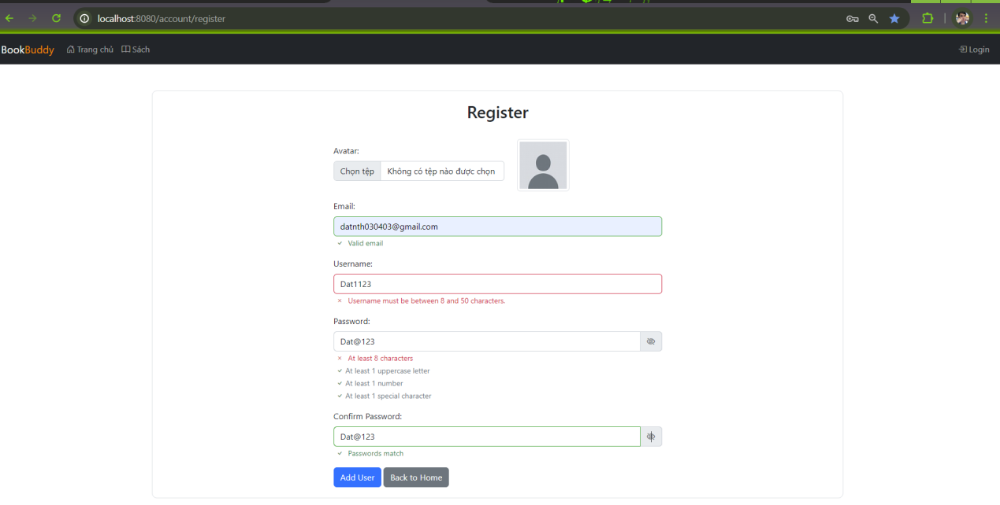 localhost:8080/account/register
BookBuddy Trang chủ Sách Login
Register
Avatar:
Chọn tệp Không có tệp nào được chọn
Email:
datnth030403@gmail.com
Valid email
Username:
Dat1123
Username must be between 8 and 50 characters.
Password:
Dat@123
At least 8 characters
At least 1 uppercase letter
At least 1 number
At least 1 special character
Confirm Password:
Dat@123
Passwords match
Add User Back to Home